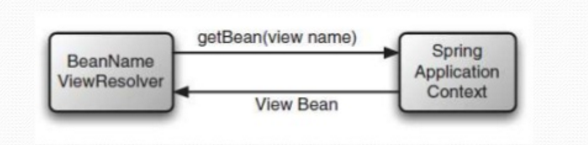 getBean(view name)
BeanName
ViewResolver
Spring
Application
Context
View Bean